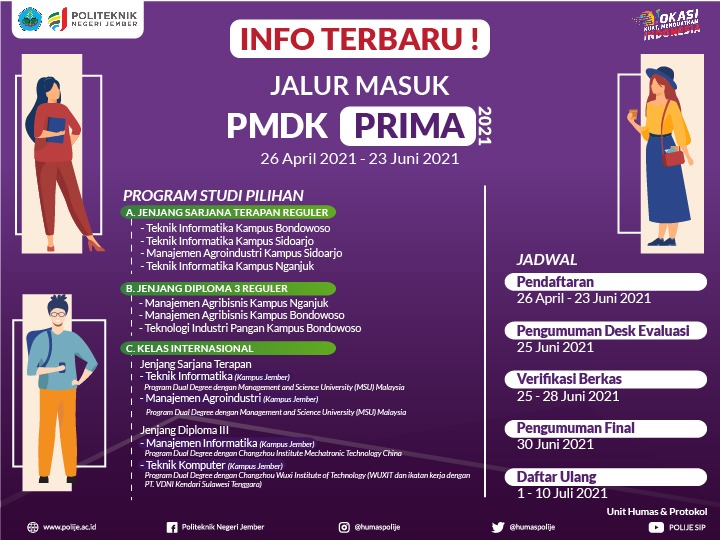 POLITEKNIK
NEGERI JEMBER
LOKASI
KUAT, MENGUATKAN
INDONESIA
INFO TERBARU !
JALUR MASUK
PMDK PRIMA 2021
26 April 2021 - 23 Juni 2021
PROGRAM STUDI PILIHAN
A. JENJANG SARJANA TERAPAN REGULER
- Teknik Informatika Kampus Bondowoso
- Teknik Informatika Kampus Sidoarjo
- Manajemen Agroindustri Kampus Sidoarjo
- Teknik Informatika Kampus Nganjuk
B. JENJANG DIPLOMA 3 REGULER
- Manajemen Agribisnis Kampus Nganjuk
- Manajemen Agribisnis Kampus Bondowoso
- Teknologi Industri Pangan Kampus Bondowoso
C. KELAS INTERNASIONAL
Jenjang Sarjana Terapan
- Teknik Informatika (Kampus Jember)
Program Dual Degree dengan Management and Science University (MSU) Malaysia
- Manajemen Agroindustri (Kampus Jember)
Program Dual Degree dengan Management and Science University (MSU) Malaysia
Jenjang Diploma III
- Manajemen Informatika (Kampus Jember)
Program Dual Degree dengan Changzhou Institute Mechatronic Technology China
- Teknik Komputer (Kampus Jember)
Program Dual Degree dengan Changzhou Wuxi Institute of Technology (WUXIT dan ikatan kerja dengan
PT. VDNI Kendari Sulawesi Tenggara)
JADWAL
Pendaftaran
26 April - 23 Juni 2021
Pengumuman Desk Evaluasi
25 Juni 2021
Verifikasi Berkas
25 - 28 Juni 2021
Pengumuman Final
30 Juni 2021
Daftar Ulang
1 - 10 Juli 2021
Unit Humas & Protokol
www.polije.ac.id
Politeknik Negeri Jember
@humaspolije
@humaspolije
POLIJE SIP